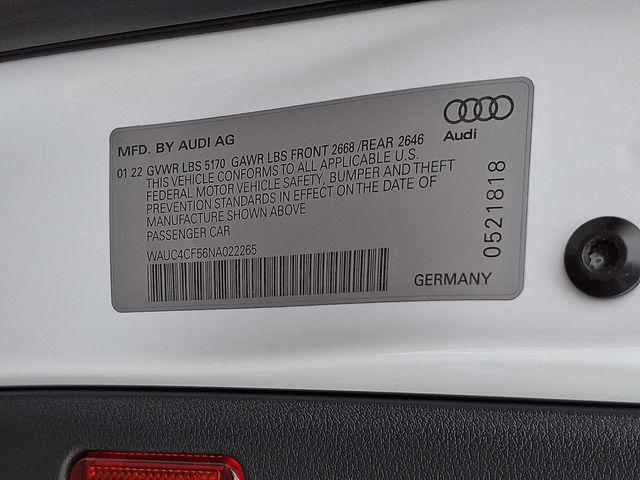 Audi
MFD. BY AUDI AG
01 22 GVWR LBS 5170 GAWR LBS FRONT 2668 /REAR 2646
THIS VEHICLE CONFORMS TO ALL APPLICABLE U.S.
FEDERAL MOTOR VEHICLE SAFETY, BUMPER AND THEFT
PREVENTION STANDARDS IN EFFECT ON THE DATE OF
MANUFACTURE SHOWN ABOVE
PASSENGER CAR
WAUC4CF56NA022265
GERMANY
0521818